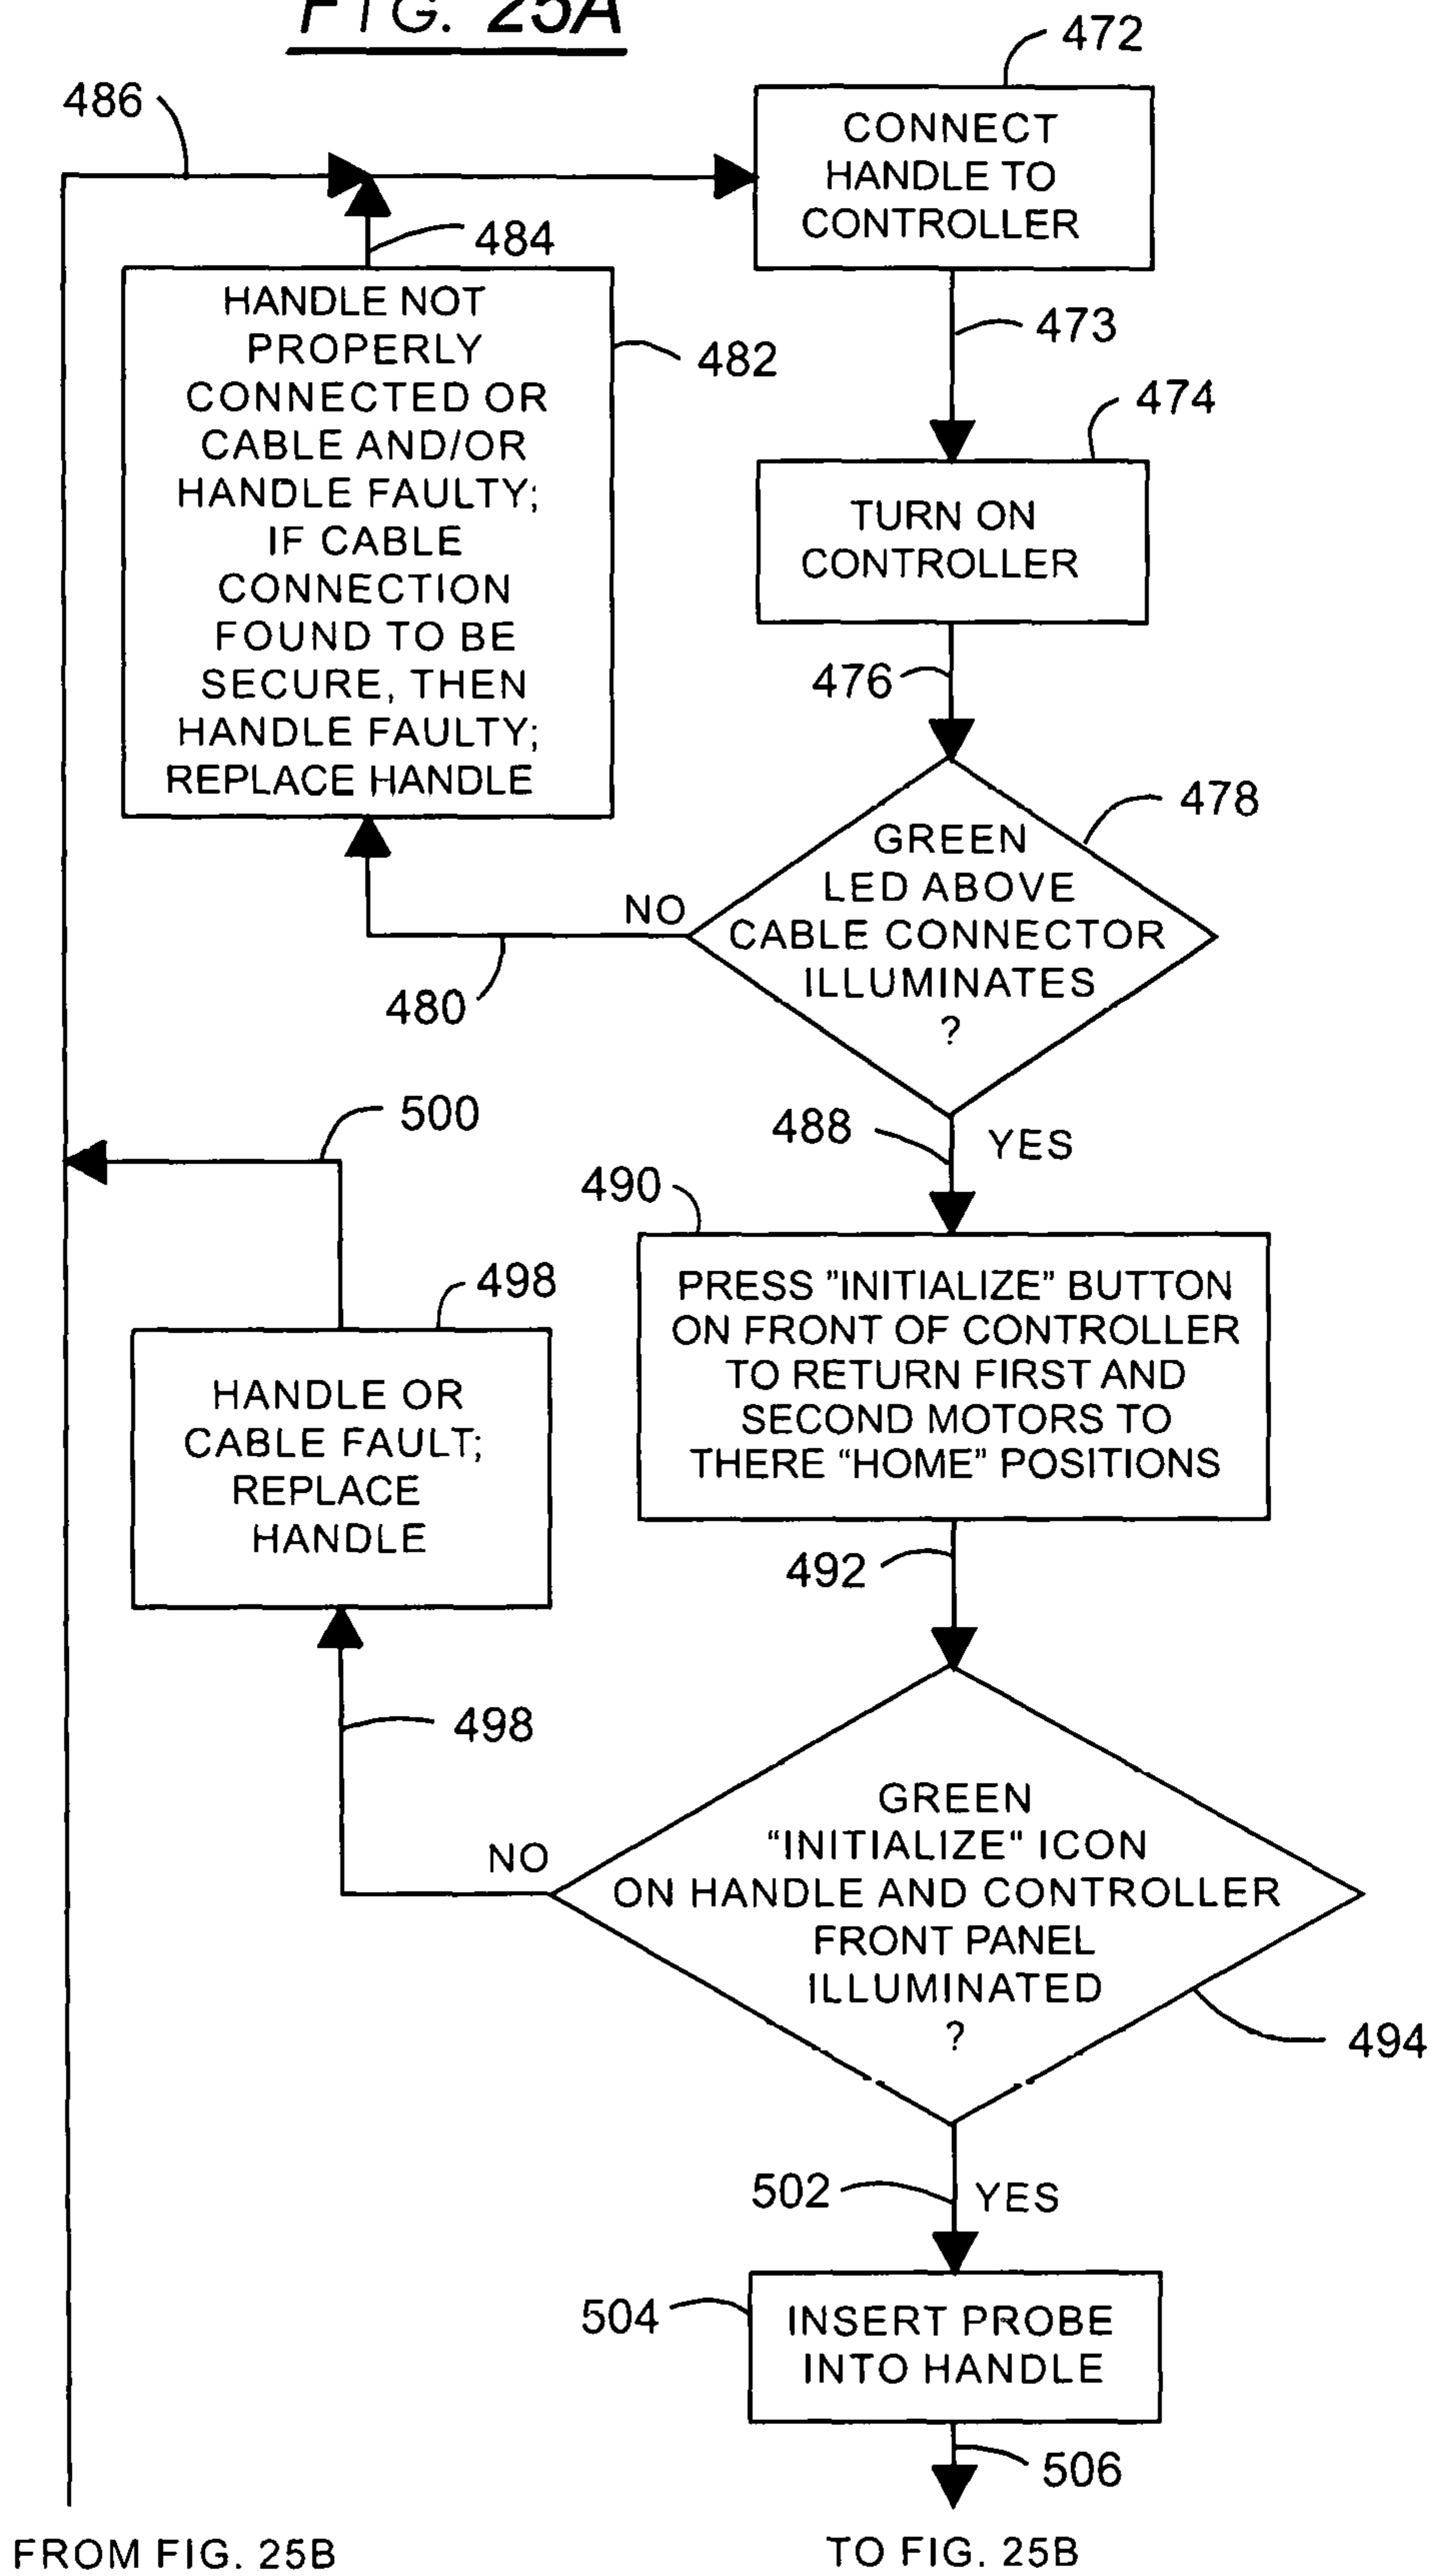 FIG. 25A
472
486
CONNECT
HANDLE TO
CONTROLLER
484
473
HANDLE NOT
PROPERLY
CONNECTED OR
CABLE AND/OR
HANDLE FAULTY;
IF CABLE
CONNECTION
FOUND TO BE
SECURE, THEN
HANDLE FAULTY;
REPLACE HANDLE
482
474
TURN ON
CONTROLLER
476
478
GREEN
LED ABOVE
CABLE CONNECTOR
ILLUMINATES
?
NO
480
500
488
YES
490
PRESS "INITIALIZE" BUTTON
ON FRONT OF CONTROLLER
TO RETURN FIRST AND
SECOND MOTORS TO
THERE "HOME" POSITIONS
498
HANDLE OR
CABLE FAULT;
REPLACE
HANDLE
492
498
GREEN
"INITIALIZE" ICON
ON HANDLE AND CONTROLLER
FRONT PANEL
ILLUMINATED
?
NO
494
502
YES
504
INSERT PROBE
INTO HANDLE
506
FROM FIG. 25B
TO FIG. 25B